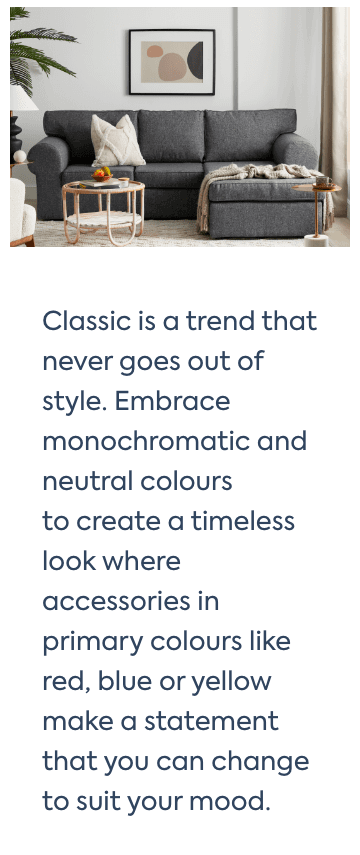 Classic is a trend that
never goes out of
style. Embrace
monochromatic and
neutral colours
to create a timeless
look where
accessories in
primary colours like
red, blue or yellow
make a statement
that you can change
to suit your mood.